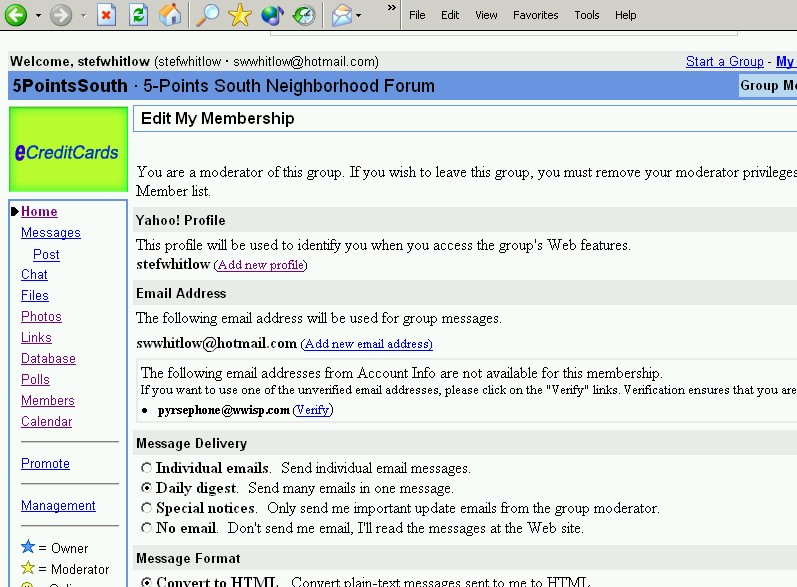 » File Edit View Favorites Tools Help
Welcome, stefwhitlow (stefwhitlow · swwhitlow@hotmail.com) Start a Group - My
5PointsSouth · 5-Points South Neighborhood Forum
Group Me
eCreditCards
Edit My Membership
You are a moderator of this group. If you wish to leave this group, you must remove your moderator privileges
Member list.
Home
Messages
Post
Chat
Files
Photos
Links
Database
Polls
Members
Calendar
Promote
Management
= Owner
= Moderator
Yahoo! Profile
This profile will be used to identify you when you access the group's Web features.
stefwhitlow (Add new profile)
Email Address
The following email address will be used for group messages.
swwhitlow@hotmail.com (Add new email address)
The following email addresses from Account Info are not available for this membership.
If you want to use one of the unverified email addresses, please click on the "Verify" links. Verification ensures that you are
• pyrsephone@wwisp.com (Verify)
Message Delivery
Individual emails. Send individual email messages.
Daily digest. Send many emails in one message.
Special notices. Only send me important update emails from the group moderator.
No email. Don't send me email, I'll read the messages at the Web site.
Message Format
Convert to HTML. Convert plain-text messages sent to me to HTML.